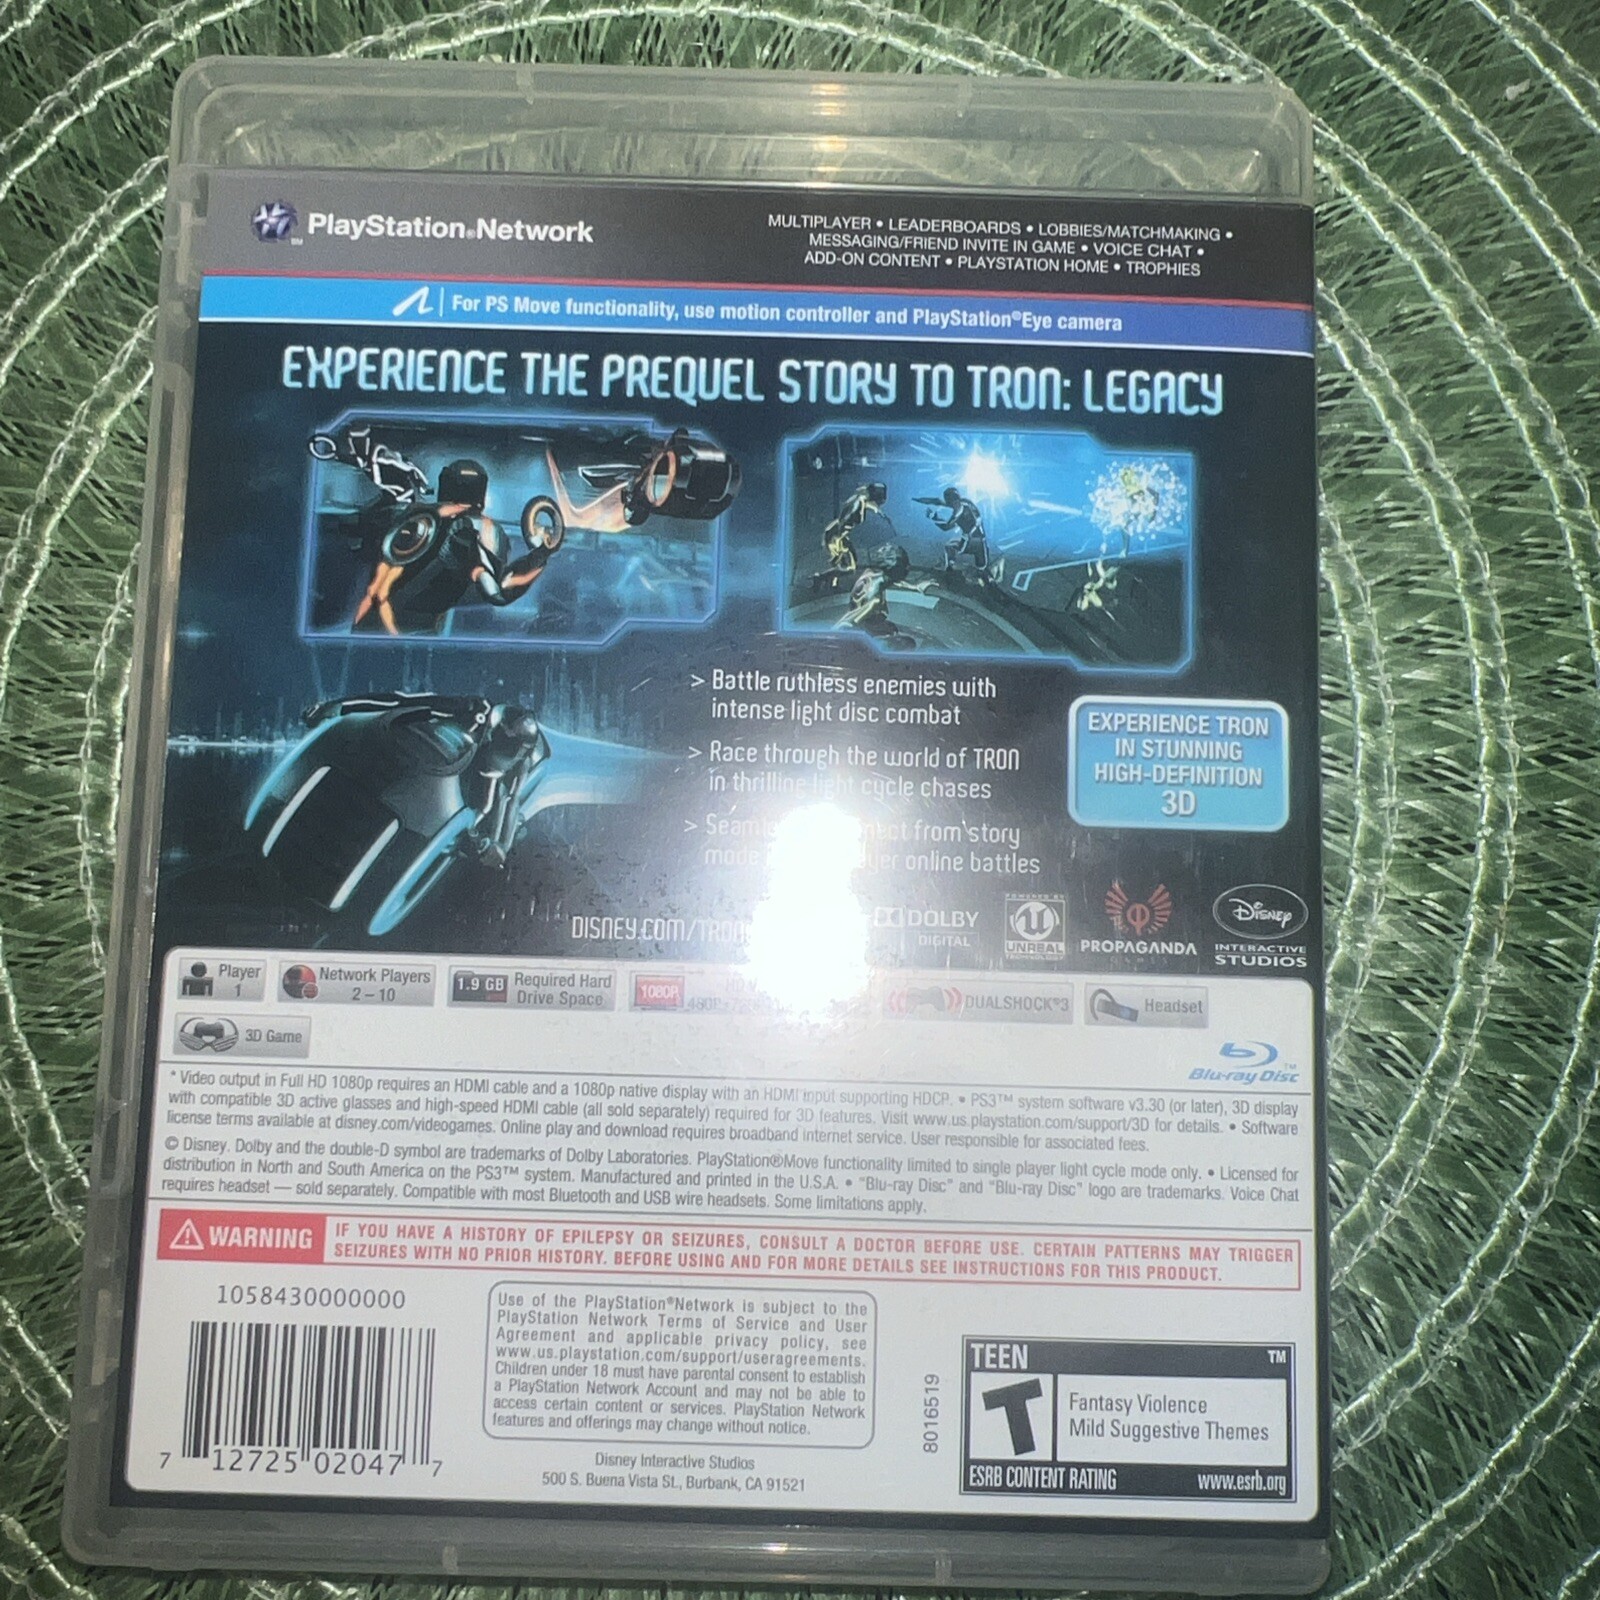 PlayStation®Network
SM
MULTIPLAYER • LEADERBOARDS • LOBBIES/MATCHMAKING •
MESSAGING/FRIEND INVITE IN GAME • VOICE CHAT •
ADD-ON CONTENT • PLAYSTATION HOME • TROPHIES
For PS Move functionality, use motion controller and PlayStation®Eye camera
EXPERIENCE THE PREQUEL STORY TO TRON: LEGACY
> Battle ruthless enemies with
intense light disc combat
> Race through the world of TRON
in thrilling light cycle chases
> from story
mode online battles
EXPERIENCE TRON
IN STUNNING
HIGH-DEFINITION
3D
DISNEY.COM/TRON
DOLBY
DIGITAL
POWERED BY
UNREAL
TECHNOLOGY
PROPAGANDA
GAMES
Disney
INTERACTIVE
STUDIOS
Player
1
Network Players
2 – 10
1.9 GB
Required Hard
Drive Space
1080P
480P
DUALSHOCK®3
Headset
3D Game
Blu-ray Disc™
* Video output in Full HD 1080p requires an HDMI cable and a 1080p native display with an HDMI input supporting HDCP. • PS3™ system software v3.30 (or later), 3D display
with compatible 3D active glasses and high-speed HDMI cable (all sold separately) required for 3D features. Visit www.us.playstation.com/support/3D for details. • Software
license terms available at disney.com/videogames. Online play and download requires broadband internet service. User responsible for associated fees.
© Disney. Dolby and the double-D symbol are trademarks of Dolby Laboratories. PlayStation®Move functionality limited to single player light cycle mode only. • Licensed for
distribution in North and South America on the PS3™ system. Manufactured and printed in the U.S.A. • "Blu-ray Disc" and "Blu-ray Disc" logo are trademarks. Voice Chat
requires headset — sold separately. Compatible with most Bluetooth and USB wire headsets. Some limitations apply.
WARNING
IF YOU HAVE A HISTORY OF EPILEPSY OR SEIZURES, CONSULT A DOCTOR BEFORE USE. CERTAIN PATTERNS MAY TRIGGER
SEIZURES WITH NO PRIOR HISTORY. BEFORE USING AND FOR MORE DETAILS SEE INSTRUCTIONS FOR THIS PRODUCT.
1058430000000
7 12725 02047 7
Use of the PlayStation®Network is subject to the
PlayStation Network Terms of Service and User
Agreement and applicable privacy policy, see
www.us.playstation.com/support/useragreements.
Children under 18 must have parental consent to establish
a PlayStation Network Account and may not be able to
access certain content or services. PlayStation Network
features and offerings may change without notice.
Disney Interactive Studios
500 S. Buena Vista St., Burbank, CA 91521
8016519
TEEN
TM
T
Fantasy Violence
Mild Suggestive Themes
ESRB CONTENT RATING
www.esrb.org